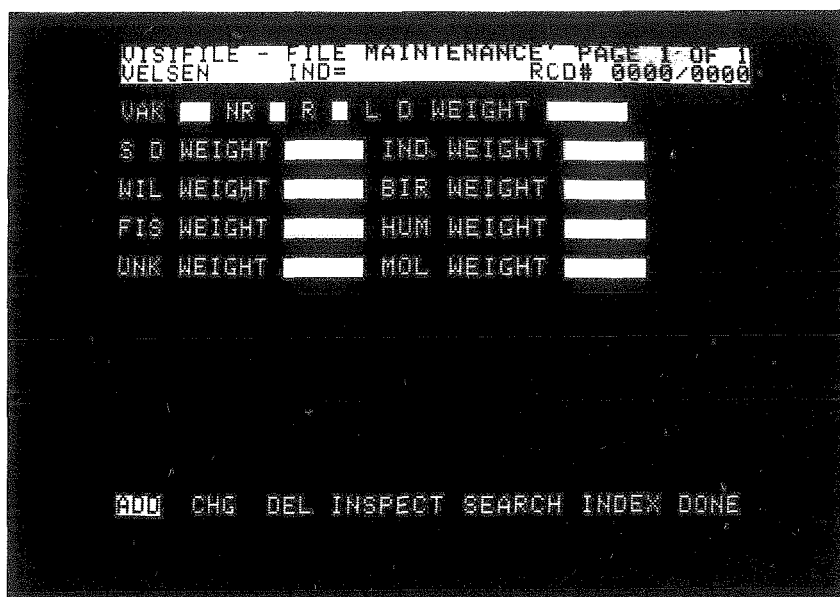 VISIFILE - FILE MAINTENANCE' PAGE 1 OF 1
VELSEN IND= RCD# 0000/0000
VAK NR R L D WEIGHT
S D WEIGHT IND WEIGHT
WIL WEIGHT BIR WEIGHT
FIS WEIGHT HUM WEIGHT
UNK WEIGHT MOL WEIGHT
ADD CHG DEL INSPECT SEARCH INDEX DONE